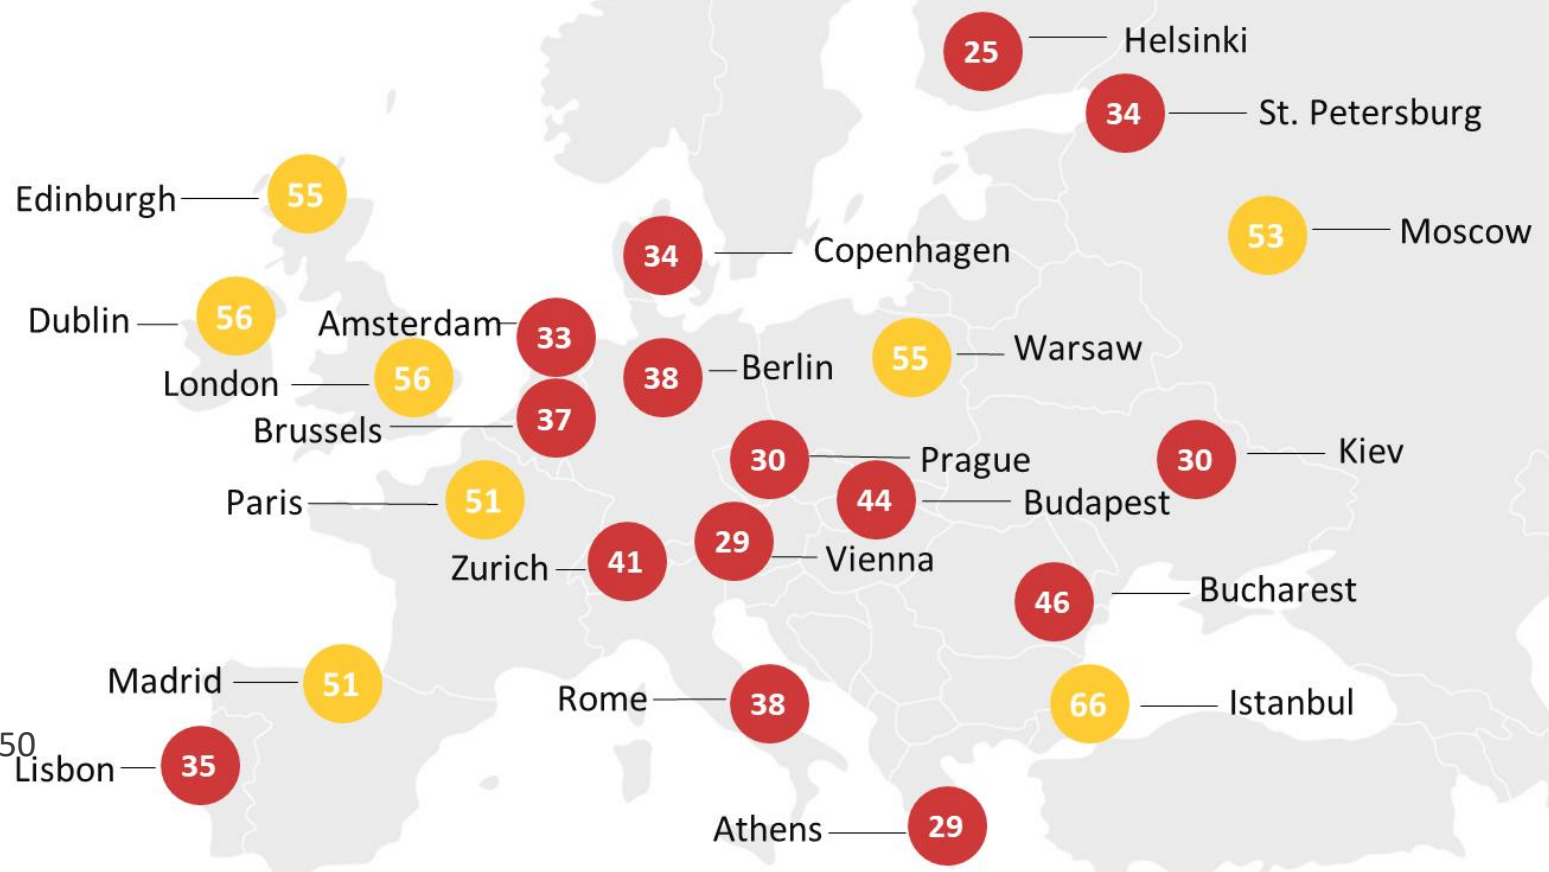 25 Helsinki
34 St. Petersburg
Edinburgh 55
53 Moscow
34 Copenhagen
Dublin 56
Amsterdam 33
55 Warsaw
38 Berlin
London 56
Brussels 37
30 Prague
30 Kiev
Paris 51
44 Budapest
29 Vienna
Zurich 41
46 Bucharest
Madrid 51
Rome 38
66 Istanbul
50
Lisbon 35
Athens 29